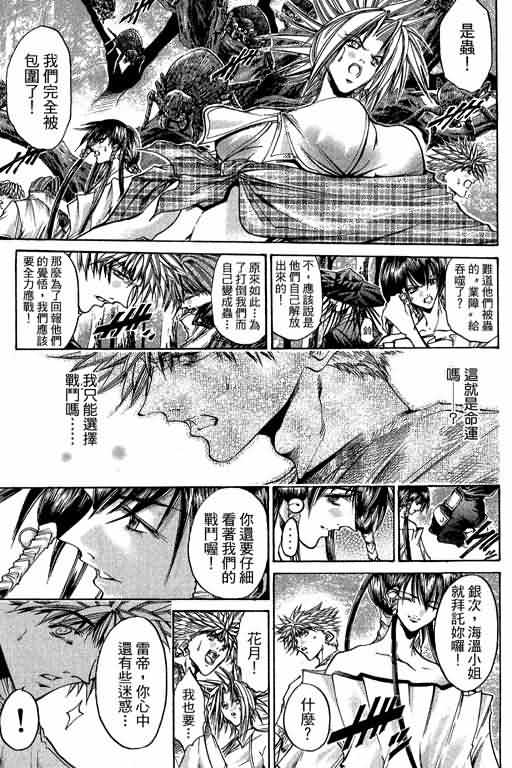 是蟲！
我們完全被
包圍了！
難道他們被蟲
的〝業障〞給
吞噬了？
鈴
不，應該說是
他們自己解放
出來的！
原來如此…為
了打倒我們而
自己變成蟲…
那麼為了回報他們
的覺悟，我們應該
要全力應戰！
這就是命運
嗎……？
我只能選擇
戰鬥嗎……
……
你還要仔細
看著我們的
戰鬥喔！
銀次，海溫小姐
就拜託妳囉！
什麼？
花月！
我也要…
雷帝，你心中
還有些迷惑…
！